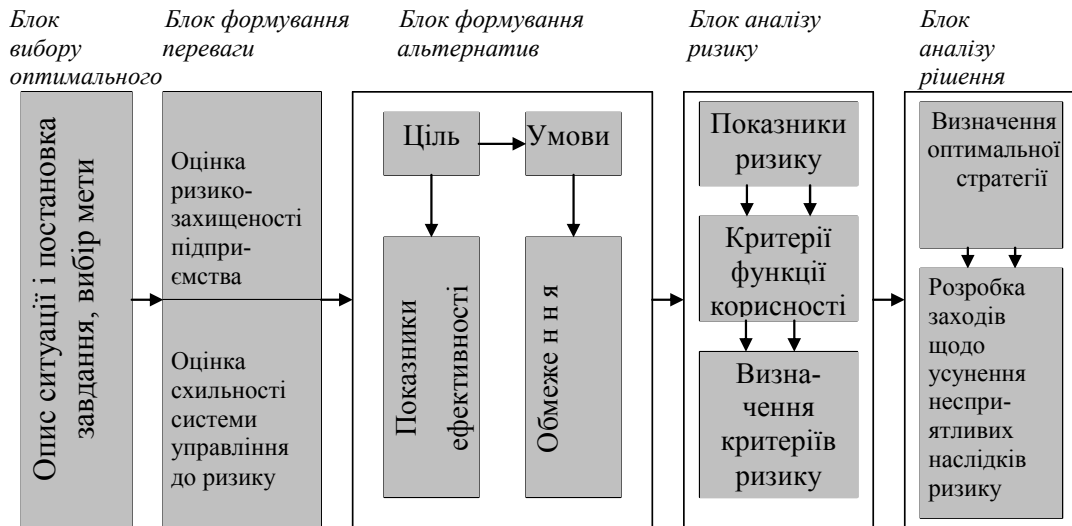 Блок
вибору
оптимального
Блок формування
переваги
Блок формування
альтернатив
Блок аналізу
ризику
Блок
аналізу
рішення
Опис ситуації і постановка
завдання, вибір мети
Оцінка
ризико-
захищеності
підпри-
ємства
Оцінка
схильності
системи
управління
до ризику
Ціль
Умови
Показники
ефективності
Обмеже н н я
Показники
ризику
Критерії
функції
корисності
Визна-
чення
критеріїв
ризику
Визначення
оптимальної
стратегії
Розробка
заходів
щодо
усунення
неспри-
ятливих
наслідків
ризику